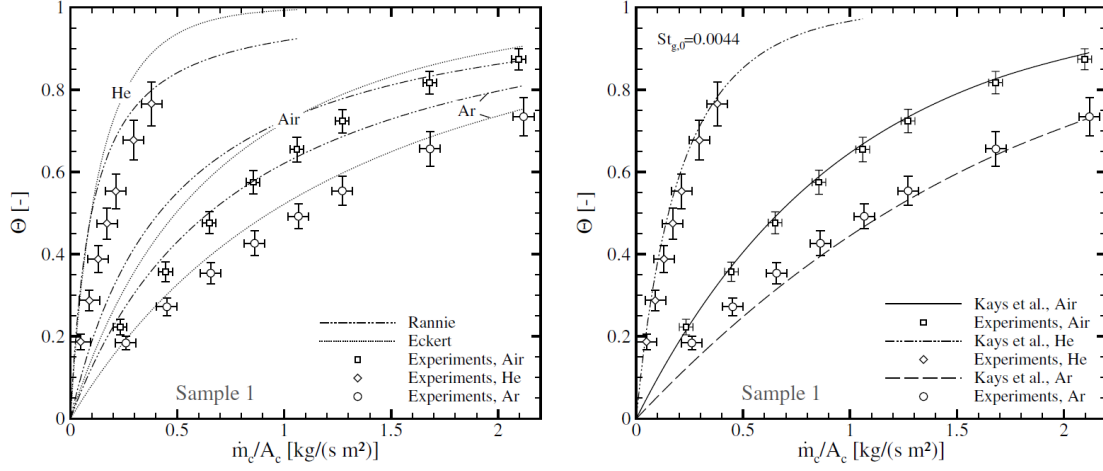 1
0.8
0.6
0.4
0.2
0
Θ [-]
He
Air
Ar
Rannie
Eckert
Experiments, Air
Experiments, He
Experiments, Ar
Sample 1
0 0.5 1 1.5 2
ṁc/Ac [kg/(s m²)]
1
0.8
0.6
0.4
0.2
0
Θ [-]
Stg,0=0.0044
Kays et al., Air
Experiments, Air
Kays et al., He
Experiments, He
Kays et al., Ar
Experiments, Ar
Sample 1
0 0.5 1 1.5 2
ṁc/Ac [kg/(s m²)]